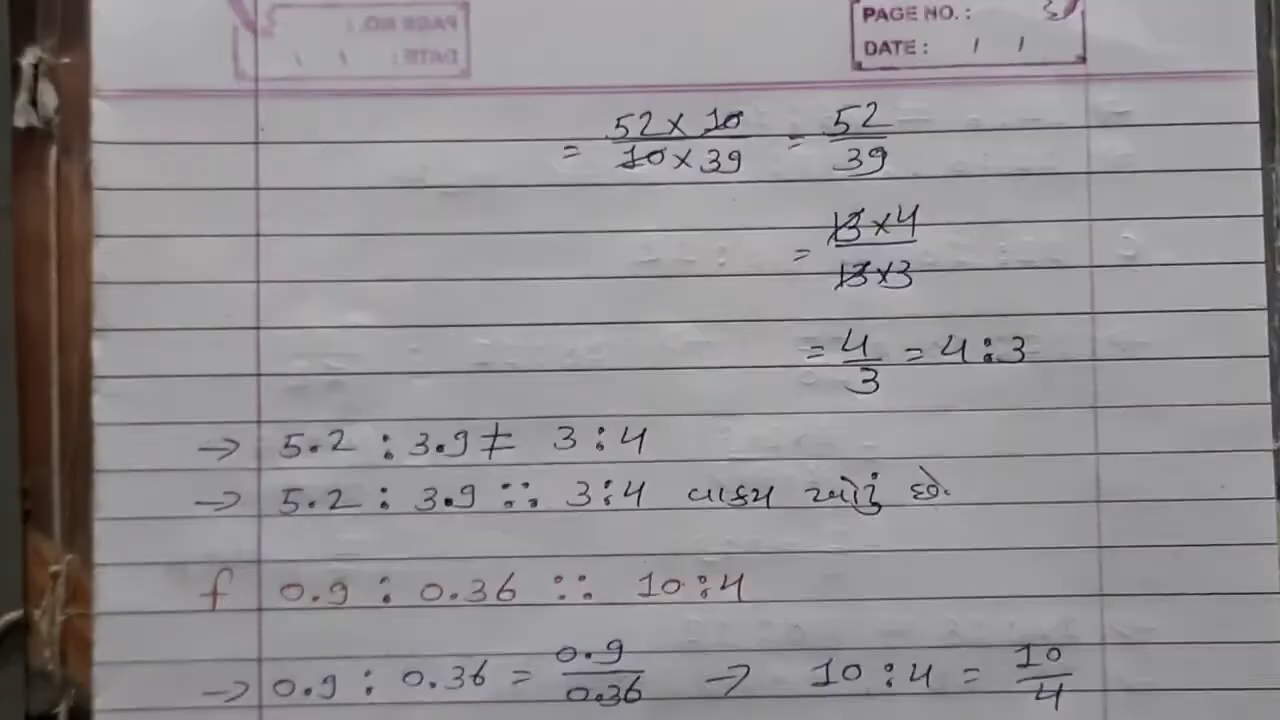 PAGE NO. :
DATE : / /
= 52 × 10 / 10 × 39 = 52 / 39
= 13 × 4 / 13 × 3
= 4 / 3 = 4 : 3
→ 5.2 : 3.9 ≠ 3 : 4
→ 5.2 : 3.9 :: 3 : 4 વાક્ય ખોટું છે.
f 0.9 : 0.36 :: 10 : 4
→ 0.9 : 0.36 = 0.9 / 0.36 → 10 : 4 = 10 / 4